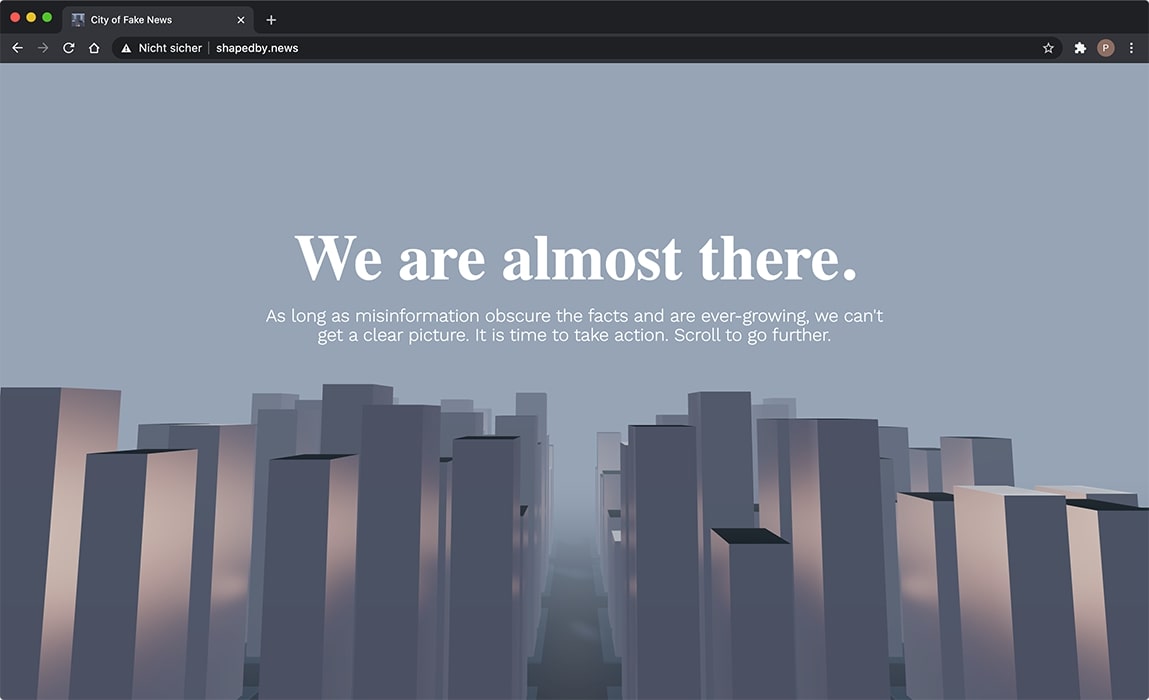 City of Fake News
Nicht sicher shapedby.news
P
We are almost there.
As long as misinformation obscure the facts and are ever-growing, we can't
get a clear picture. It is time to take action. Scroll to go further.